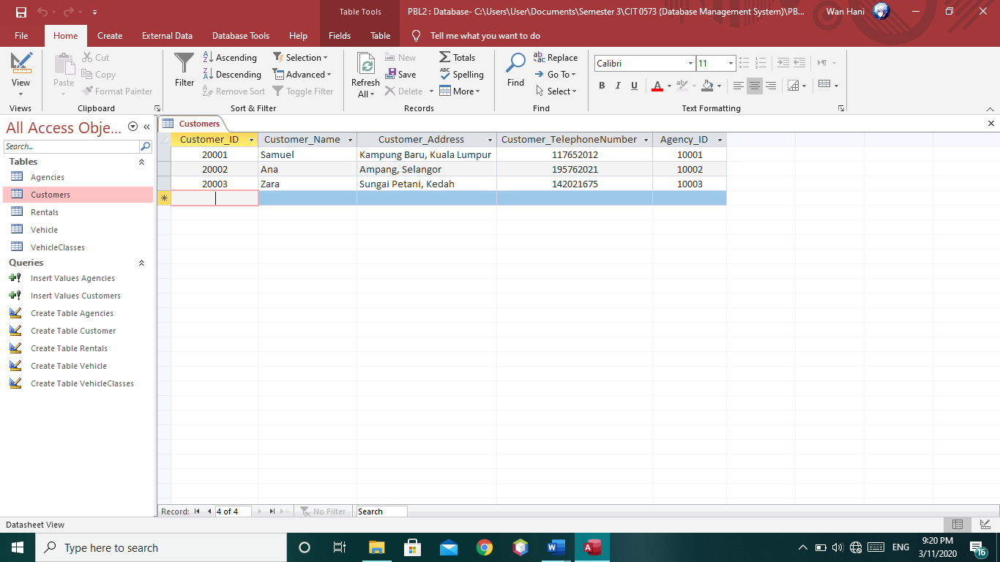 Table Tools
PBL2 : Database- C:\Users\User\Documents\Semester 3\CIT 0573 (Database Management System)\PB...
Wan Hani
File Home Create External Data Database Tools Help Fields Table Tell me what you want to do
View
Views
Paste
Cut
Copy
Format Painter
Clipboard
Filter
Ascending
Descending
Remove Sort
Selection
Advanced
Toggle Filter
Sort & Filter
Refresh
All
New
Save
Delete
Totals
Spelling
More
Records
Find
Replace
Go To
Select
Find
Calibri 11
B I U A
Text Formatting
All Access Obje...
Search...
Tables
Agencies
Customers
Rentals
Vehicle
VehicleClasses
Queries
Insert Values Agencies
Insert Values Customers
Create Table Agencies
Create Table Customer
Create Table Rentals
Create Table Vehicle
Create Table VehicleClasses
Customers
Customer_ID Customer_Name Customer_Address Customer_TelephoneNumber Agency_ID
20001 Samuel Kampung Baru, Kuala Lumpur 117652012 10001
20002 Ana Ampang, Selangor 195762021 10002
20003 Zara Sungai Petani, Kedah 142021675 10003
Record: 4 of 4 No Filter Search
Datasheet View
Type here to search
ENG
9:20 PM
3/11/2020
16